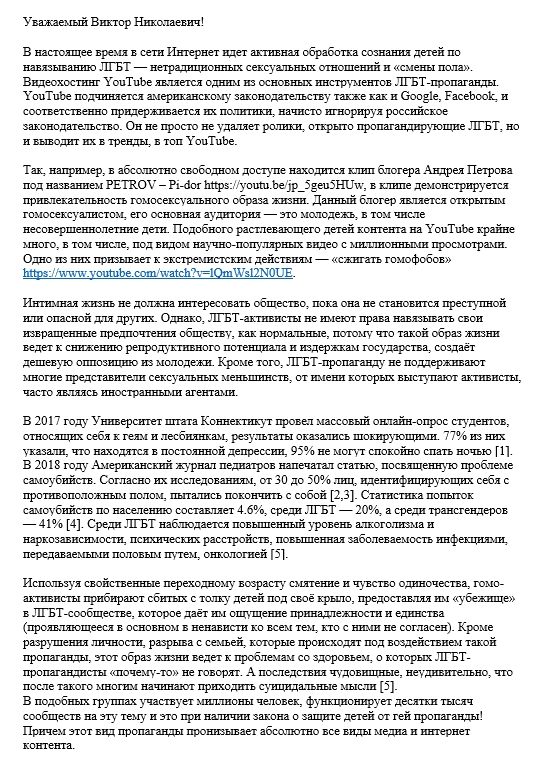 Уважаемый Виктор Николаевич!
В настоящее время в сети Интернет идет активная обработка сознания детей по
навязыванию ЛГБТ — нетрадиционных сексуальных отношений и «смены пола».
Видеохостинг YouTube является одним из основных инструментов ЛГБТ-пропаганды.
YouTube подчиняется американскому законодательству также как и Google, Facebook, и
соответственно придерживается их политики, начисто игнорируя российское
законодательство. Он не просто не удаляет ролики, открыто пропагандирующие ЛГБТ, но
и выводит их в тренды, в топ YouTube.
Так, например, в абсолютно свободном доступе находится клип блогера Андрея Петрова
под названием PETROV – Pi-dor https://youtu.be/jp_5geu5HUw, в клипе демонстрируется
привлекательность гомосексуального образа жизни. Данный блогер является открытым
гомосексуалистом, его основная аудитория — это молодежь, в том числе
несовершеннолетние дети. Подобного растлевающего детей контента на YouTube крайне
много, в том числе, под видом научно-популярных видео с миллионными просмотрами.
Одно из них призывает к экстремистским действиям — «сжигать гомофобов»
https://www.youtube.com/watch?v=lQmWsl2N0UE.
Интимная жизнь не должна интересовать общество, пока она не становится преступной
или опасной для других. Однако, ЛГБТ-активисты не имеют права навязывать свои
извращенные предпочтения обществу, как нормальные, потому что такой образ жизни
ведет к снижению репродуктивного потенциала и издержкам государства, создаёт
дешевую оппозицию из молодежи. Кроме того, ЛГБТ-пропаганду не поддерживают
многие представители сексуальных меньшинств, от имени которых выступают активисты,
часто являясь иностранными агентами.
В 2017 году Университет штата Коннектикут провел массовый онлайн-опрос студентов,
относящих себя к геям и лесбиянкам, результаты оказались шокирующими. 77% из них
указали, что находятся в постоянной депрессии, 95% не могут спокойно спать ночью [1].
В 2018 году Американский журнал педиатров напечатал статью, посвященную проблеме
самоубийств. Согласно их исследованиям, от 30 до 50% лиц, идентифицирующих себя с
противоположным полом, пытались покончить с собой [2,3]. Статистика попыток
самоубийств по населению составляет 4.6%, среди ЛГБТ — 20%, а среди трансгендеров
— 41% [4]. Среди ЛГБТ наблюдается повышенный уровень алкоголизма и
наркозависимости, психических расстройств, повышенная заболеваемость инфекциями,
передаваемыми половым путем, онкологией [5].
Используя свойственные переходному возрасту смятение и чувство одиночества, гомо-
активисты прибирают сбитых с толку детей под своё крыло, предоставляя им «убежище»
в ЛГБТ-сообществе, которое даёт им ощущение принадлежности и единства
(проявляющееся в основном в ненависти ко всем тем, кто с ними не согласен). Кроме
разрушения личности, разрыва с семьей, которые происходят под воздействием такой
пропаганды, этот образ жизни ведет к проблемам со здоровьем, о которых ЛГБТ-
пропагандисты «почему-то» не говорят. А последствия чудовищные, неудивительно, что
после такого многим начинают приходить суицидальные мысли [5].
В подобных группах участвует миллионы человек, функционирует десятки тысяч
сообществ на эту тему и это при наличии закона о защите детей от гей пропаганды!
Причем этот вид пропаганды пронизывает абсолютно все виды медиа и интернет
контента.